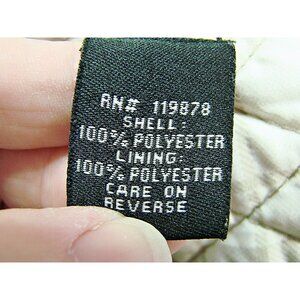 RN# 119878
SHELL:
100% POLYESTER
LINING:
100% POLYESTER
CARE ON
REVERSE